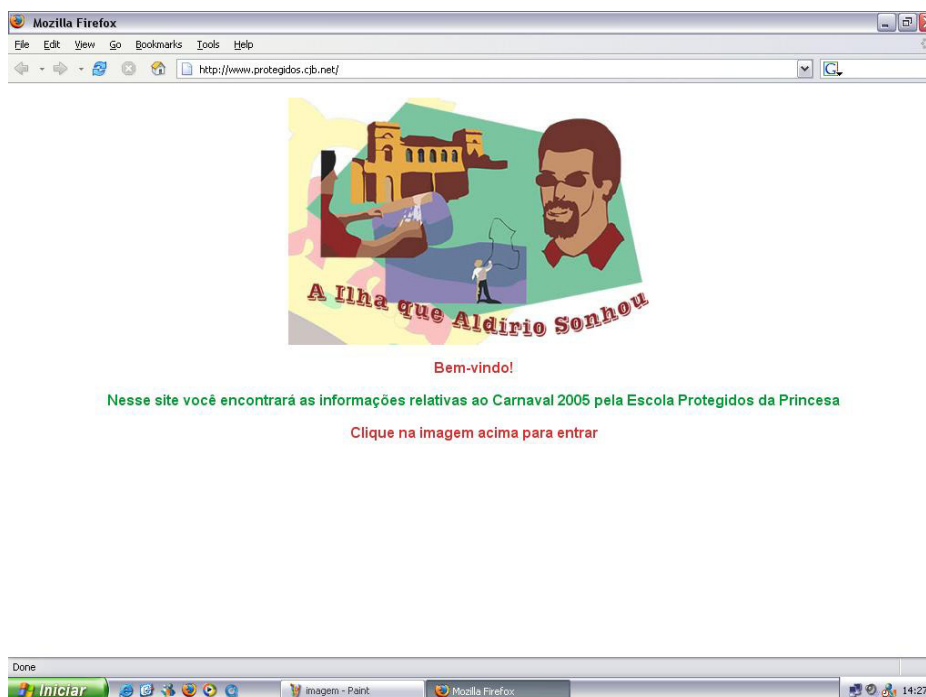 Mozilla Firefox
File Edit View Go Bookmarks Tools Help
http://www.protegidos.cjb.net/
G
A Ilha que Aldírio Sonhou
Bem-vindo!
Nesse site você encontrará as informações relativas ao Carnaval 2005 pela Escola Protegidos da Princesa
Clique na imagem acima para entrar
Done
Iniciar imagem - Paint Mozilla Firefox 14:27